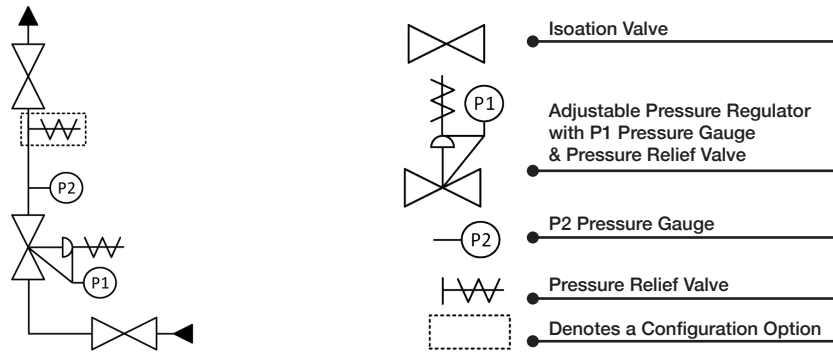 P2
P1
Isoation Valve
P1
Adjustable Pressure Regulator
with P1 Pressure Gauge
& Pressure Relief Valve
P2
P2 Pressure Gauge
Pressure Relief Valve
Denotes a Configuration Option